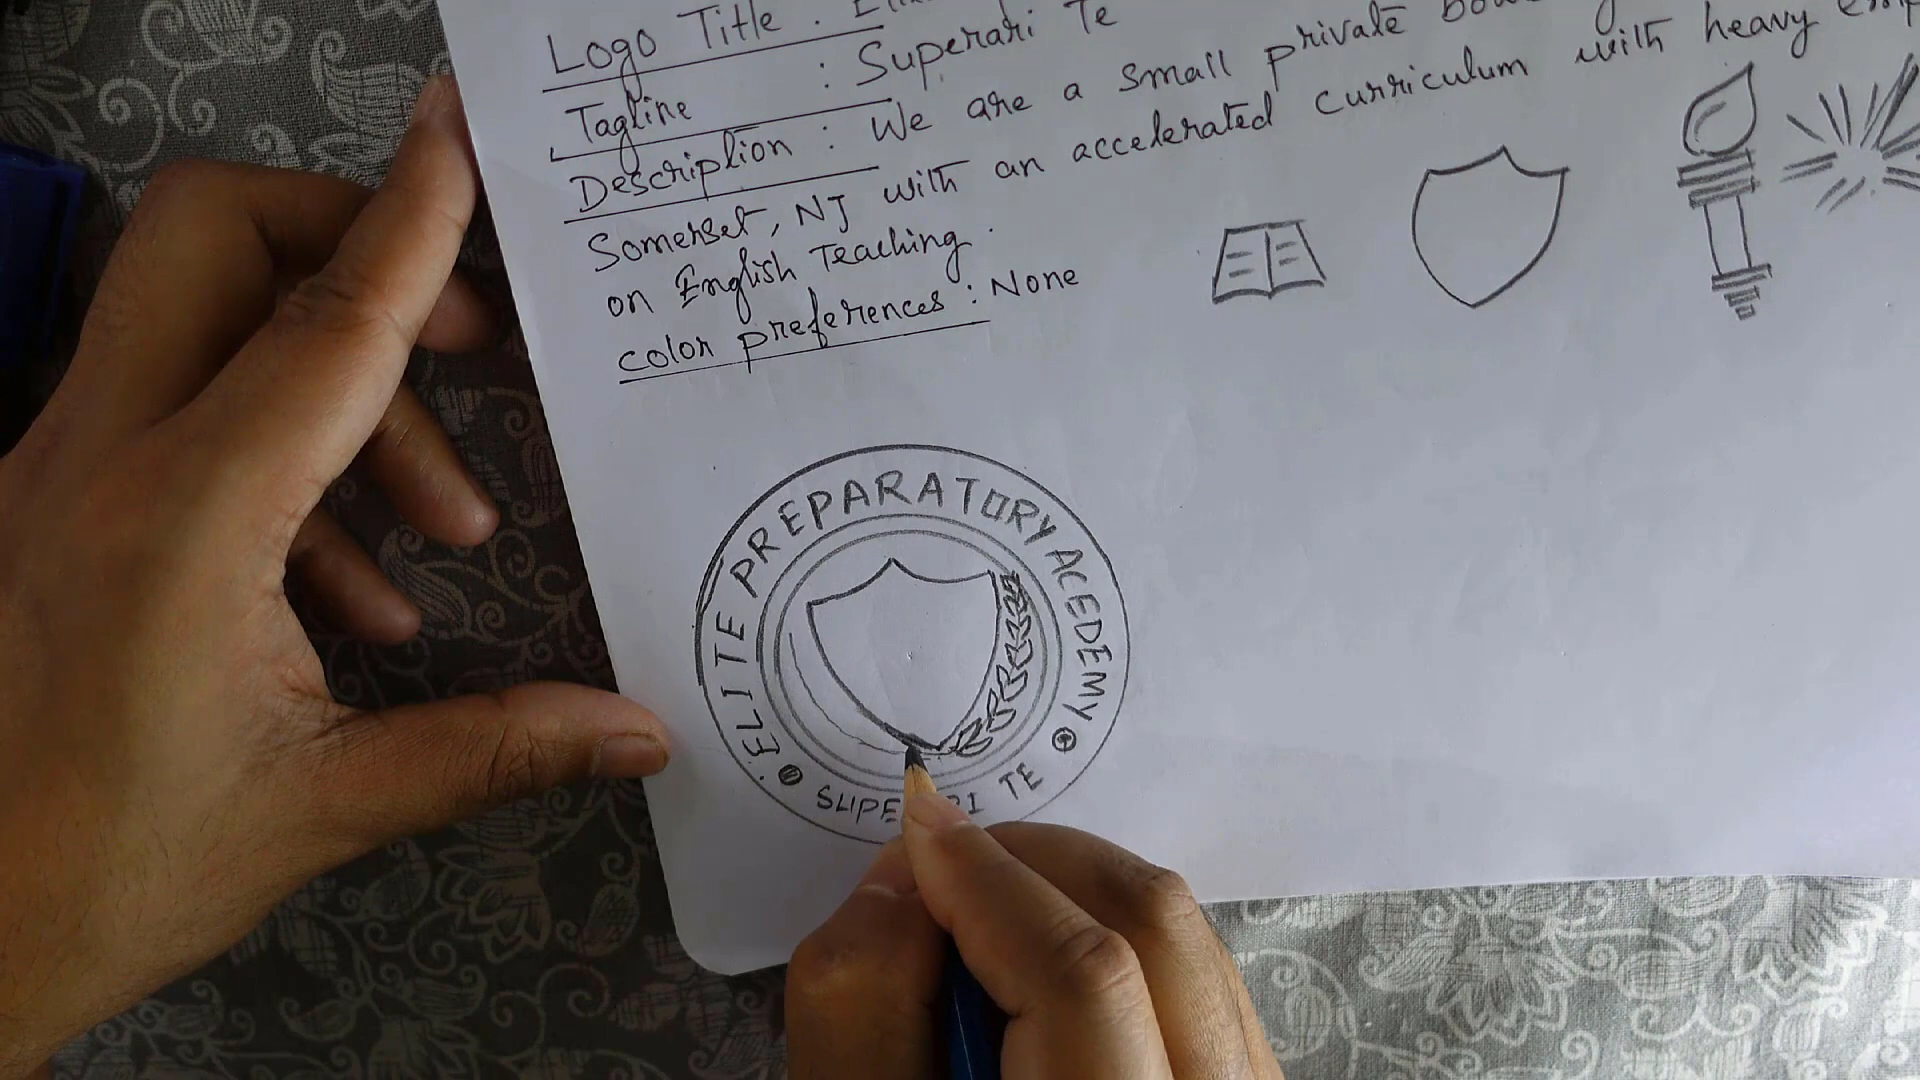 Logo Title :
Tagline : Superari Te
Description : We are a small private
Somerset, NJ with an accelerated curriculum with heavy
on English Teaching.
color preferences : None
ELITE PREPARATORY ACEDEMY
SUPE RI TE